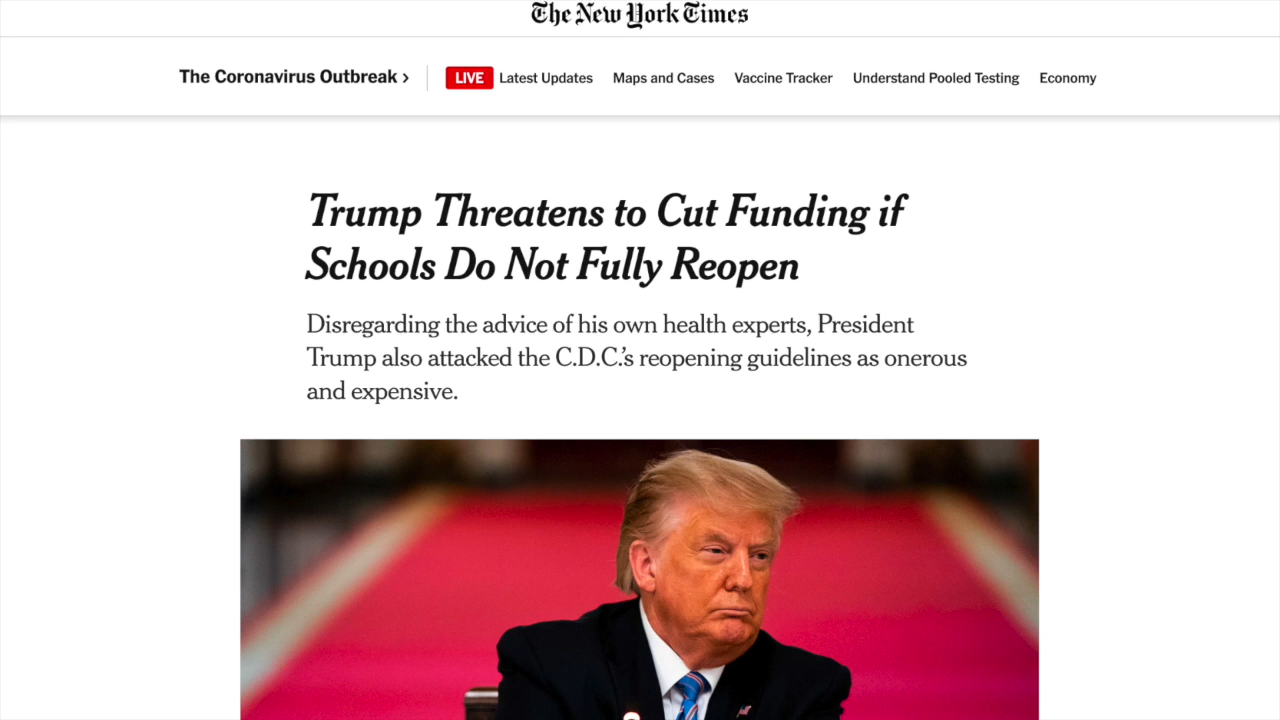 The New York Times
The Coronavirus Outbreak › LIVE Latest Updates Maps and Cases Vaccine Tracker Understand Pooled Testing Economy
Trump Threatens to Cut Funding if
Schools Do Not Fully Reopen
Disregarding the advice of his own health experts, President
Trump also attacked the C.D.C.’s reopening guidelines as onerous
and expensive.